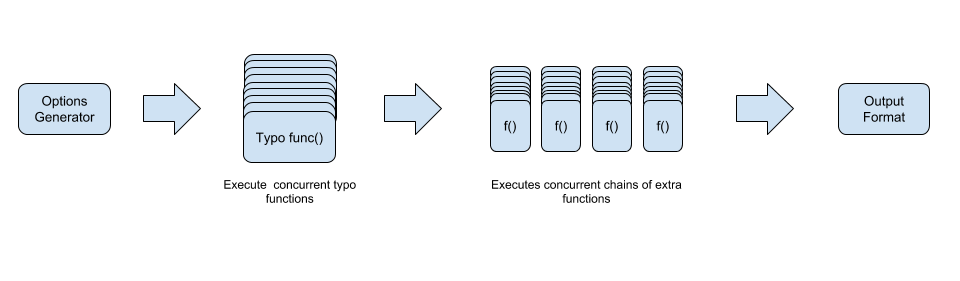 Options
Generator
Typo func()
Execute  concurrent typo
functions
f()
f()
f()
f()
Executes concurrent chains of extra
functions
Output
Format